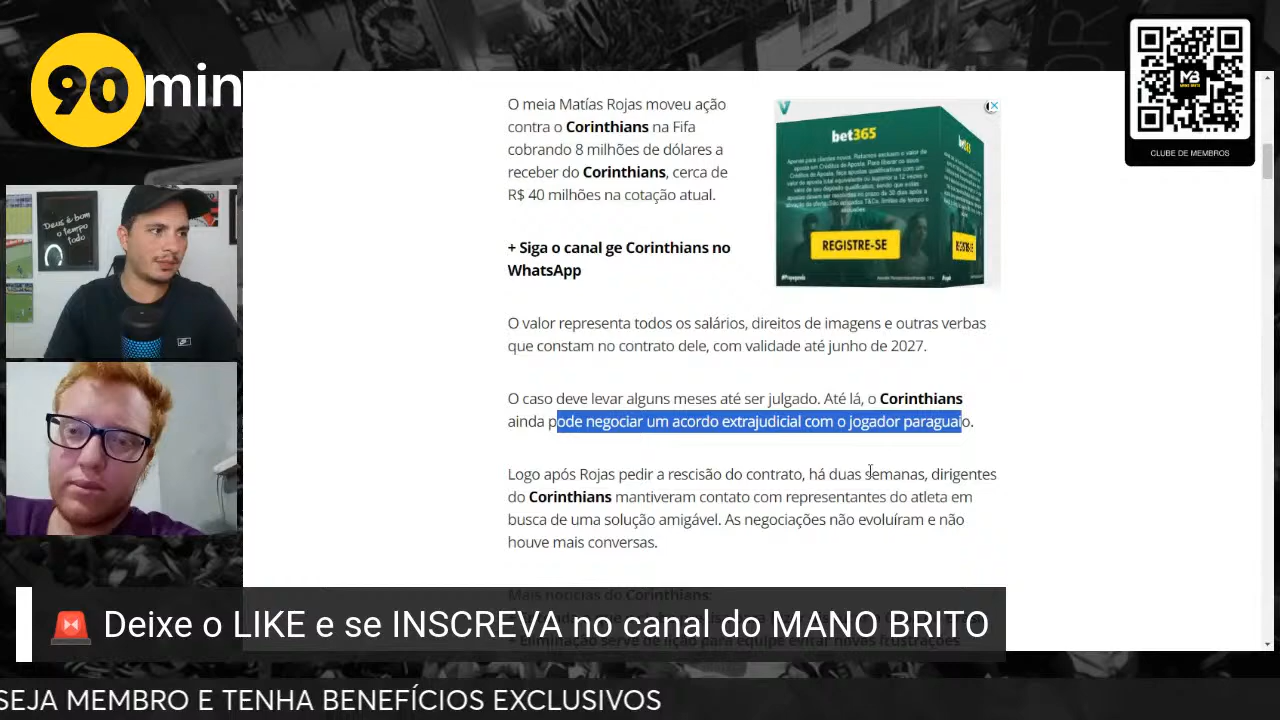 90min
Deus é bom
o tempo
todo
O meia Matías Rojas moveu ação
contra o Corinthians na Fifa
cobrando 8 milhões de dólares a
receber do Corinthians, cerca de
R$ 40 milhões na cotação atual.
+ Siga o canal ge Corinthians no
WhatsApp
bet365
REGISTRE-SE
O valor representa todos os salários, direitos de imagens e outras verbas
que constam no contrato dele, com validade até junho de 2027.
O caso deve levar alguns meses até ser julgado. Até lá, o Corinthians
ainda pode negociar um acordo extrajudicial com o jogador paraguaio.
Logo após Rojas pedir a rescisão do contrato, há duas semanas, dirigentes
do Corinthians mantiveram contato com representantes do atleta em
busca de uma solução amigável. As negociações não evoluíram e não
houve mais conversas.
Mais notícias do Corinthians:
MB
CLUBE DE MEMBROS
🚨 Deixe o LIKE e se INSCREVA no canal do MANO BRITO
SEJA MEMBRO E TENHA BENEFÍCIOS EXCLUSIVOS